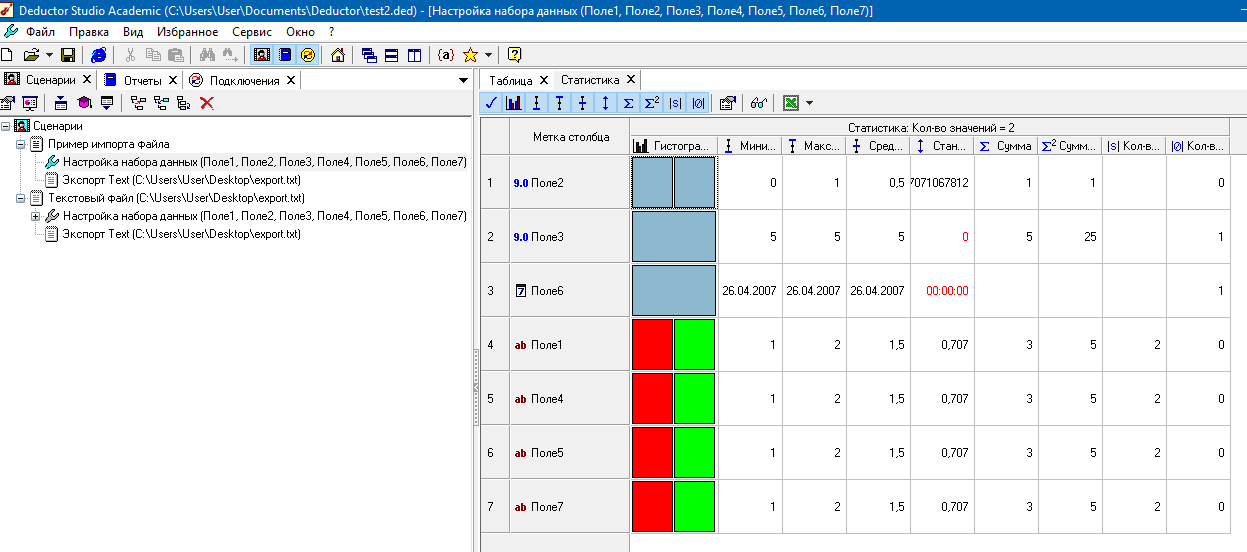 Deductor Studio Academic (C:\Users\User\Documents\Deductor\test2.ded) - [Настройка набора данных (Поле1, Поле2, Поле3, Поле4, Поле5, Поле6, Поле7)]
Файл Правка Вид Избранное Сервис Окно ?
{a}
Сценарии Отчеты Подключения
Таблица Статистика
Σ Σ² |s| |0|
Сценарии
Пример импорта файла
Настройка набора данных (Поле1, Поле2, Поле3, Поле4, Поле5, Поле6, Поле7)
Экспорт Text (C:\Users\User\Desktop\export.txt)
Текстовый файл (C:\Users\User\Desktop\export.txt)
Настройка набора данных (Поле1, Поле2, Поле3, Поле4, Поле5, Поле6, Поле7)
Экспорт Text (C:\Users\User\Desktop\export.txt)
Метка столбца Статистика: Кол-во значений = 2
Гистогра... Мини... Макс... Сред... Стан... Σ Сумма Σ² Сумм... |s| Кол-в... |0| Кол-в...
1 9.0 Поле2 0 1 0,5 7071067812 1 1 0
2 9.0 Поле3 5 5 5 0 5 25 1
3 7 Поле6 26.04.2007 26.04.2007 26.04.2007 00:00:00 1
4 ab Поле1 1 2 1,5 0,707 3 5 2 0
5 ab Поле4 1 2 1,5 0,707 3 5 2 0
6 ab Поле5 1 2 1,5 0,707 3 5 2 0
7 ab Поле7 1 2 1,5 0,707 3 5 2 0